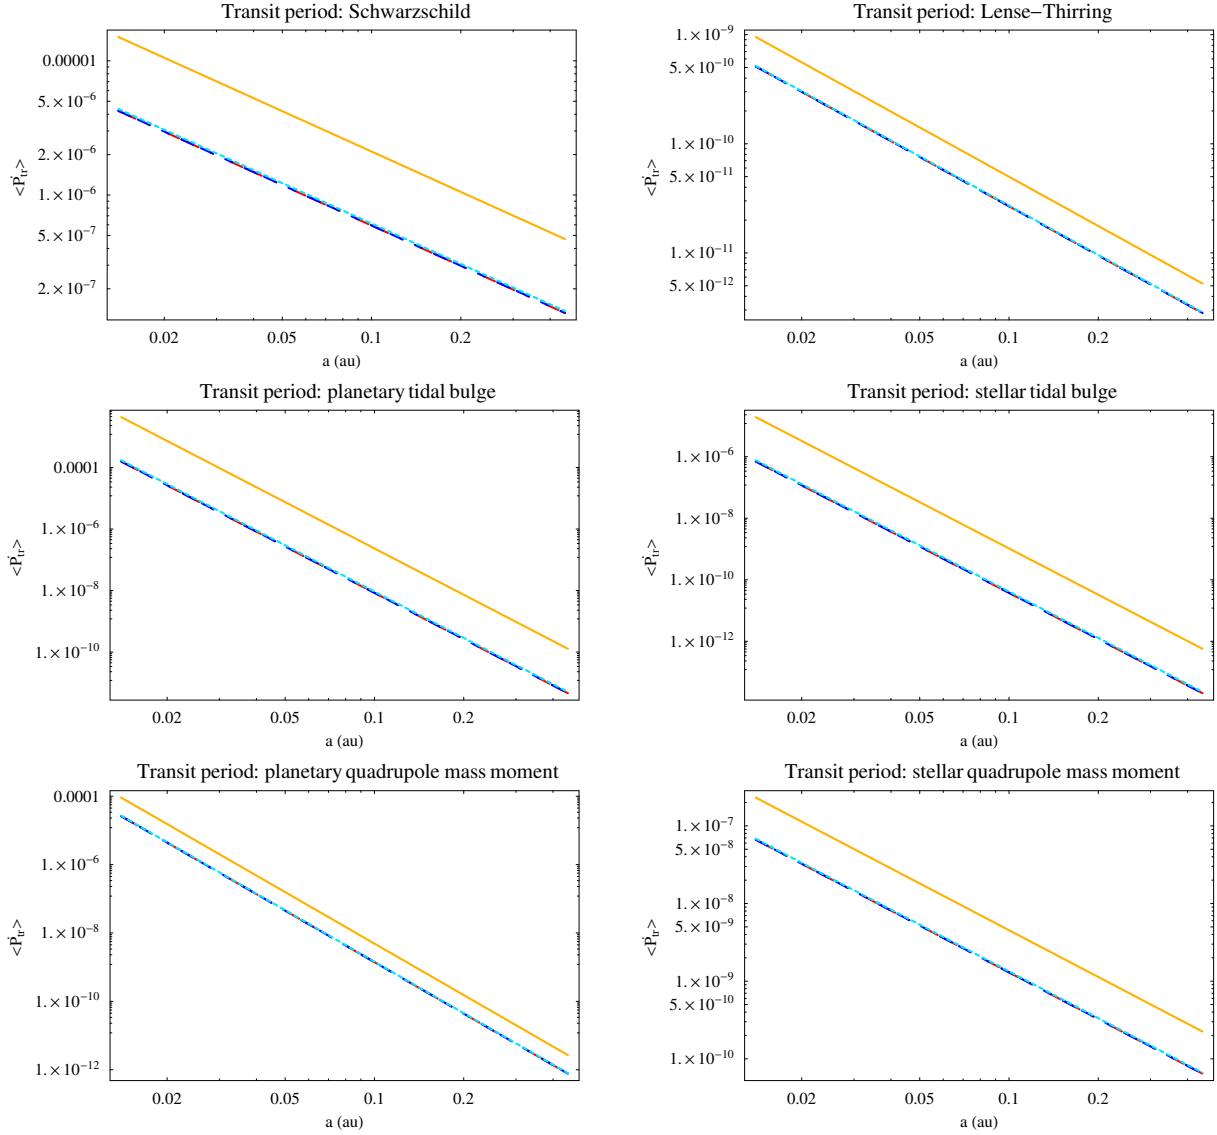 Transit period: Schwarzschild
0.00001
5. × 10⁻⁶
2. × 10⁻⁶
1. × 10⁻⁶
5. × 10⁻⁷
2. × 10⁻⁷
<Ṗtr>
0.02 0.05 0.1 0.2
a (au)
Transit period: Lense−Thirring
1. × 10⁻⁹
5. × 10⁻¹⁰
1. × 10⁻¹⁰
5. × 10⁻¹¹
1. × 10⁻¹¹
5. × 10⁻¹²
<Ṗtr>
0.02 0.05 0.1 0.2
a (au)
Transit period: planetary tidal bulge
0.0001
1. × 10⁻⁶
1. × 10⁻⁸
1. × 10⁻¹⁰
<Ṗtr>
0.02 0.05 0.1 0.2
a (au)
Transit period: stellar tidal bulge
1. × 10⁻⁶
1. × 10⁻⁸
1. × 10⁻¹⁰
1. × 10⁻¹²
<Ṗtr>
0.02 0.05 0.1 0.2
a (au)
Transit period: planetary quadrupole mass moment
0.0001
1. × 10⁻⁶
1. × 10⁻⁸
1. × 10⁻¹⁰
1. × 10⁻¹²
<Ṗtr>
0.02 0.05 0.1 0.2
a (au)
Transit period: stellar quadrupole mass moment
1. × 10⁻⁷
5. × 10⁻⁸
1. × 10⁻⁸
5. × 10⁻⁹
1. × 10⁻⁹
5. × 10⁻¹⁰
1. × 10⁻¹⁰
<Ṗtr>
0.02 0.05 0.1 0.2
a (au)